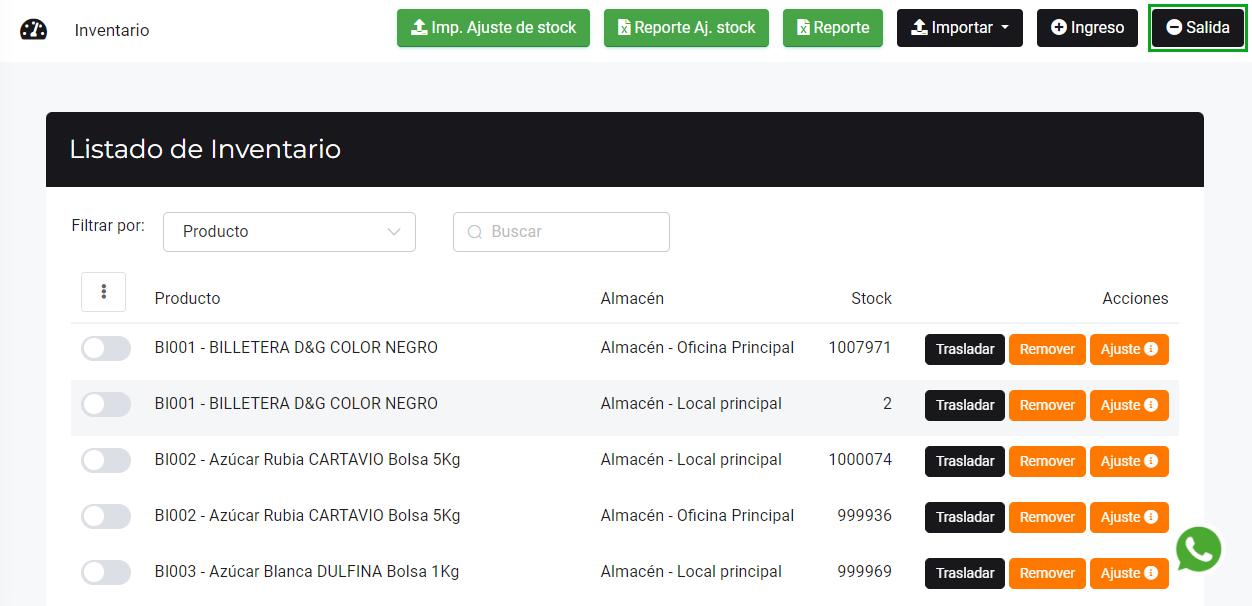 Inventario
Imp. Ajuste de stock
Reporte Aj. stock
Reporte
Importar
Ingreso
Salida
Listado de Inventario
Filtrar por:
Producto
Buscar
Producto Almacén Stock Acciones
BI001 - BILLETERA D&G COLOR NEGRO Almacén - Oficina Principal 1007971 Trasladar Remover Ajuste
BI001 - BILLETERA D&G COLOR NEGRO Almacén - Local principal 2 Trasladar Remover Ajuste
BI002 - Azúcar Rubia CARTAVIO Bolsa 5Kg Almacén - Local principal 1000074 Trasladar Remover Ajuste
BI002 - Azúcar Rubia CARTAVIO Bolsa 5Kg Almacén - Oficina Principal 999936 Trasladar Remover Ajuste
BI003 - Azúcar Blanca DULFINA Bolsa 1Kg Almacén - Local principal 999969 Trasladar Remover Ajuste